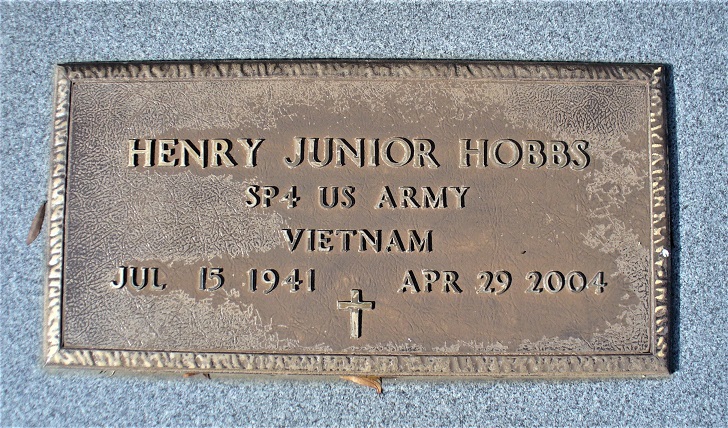 HENRY JUNIOR HOBBS
SP4 US ARMY
VIETNAM
JUL 15 1941 APR 29 2004